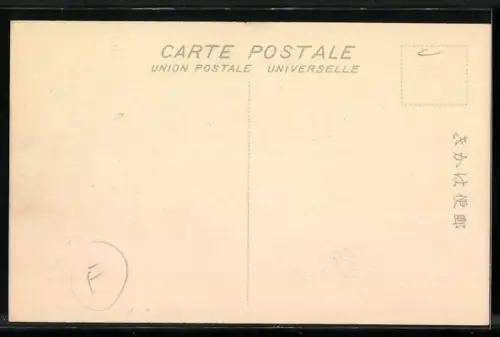 CARTE POSTALE
UNION POSTALE UNIVERSELLE
きかは便郵